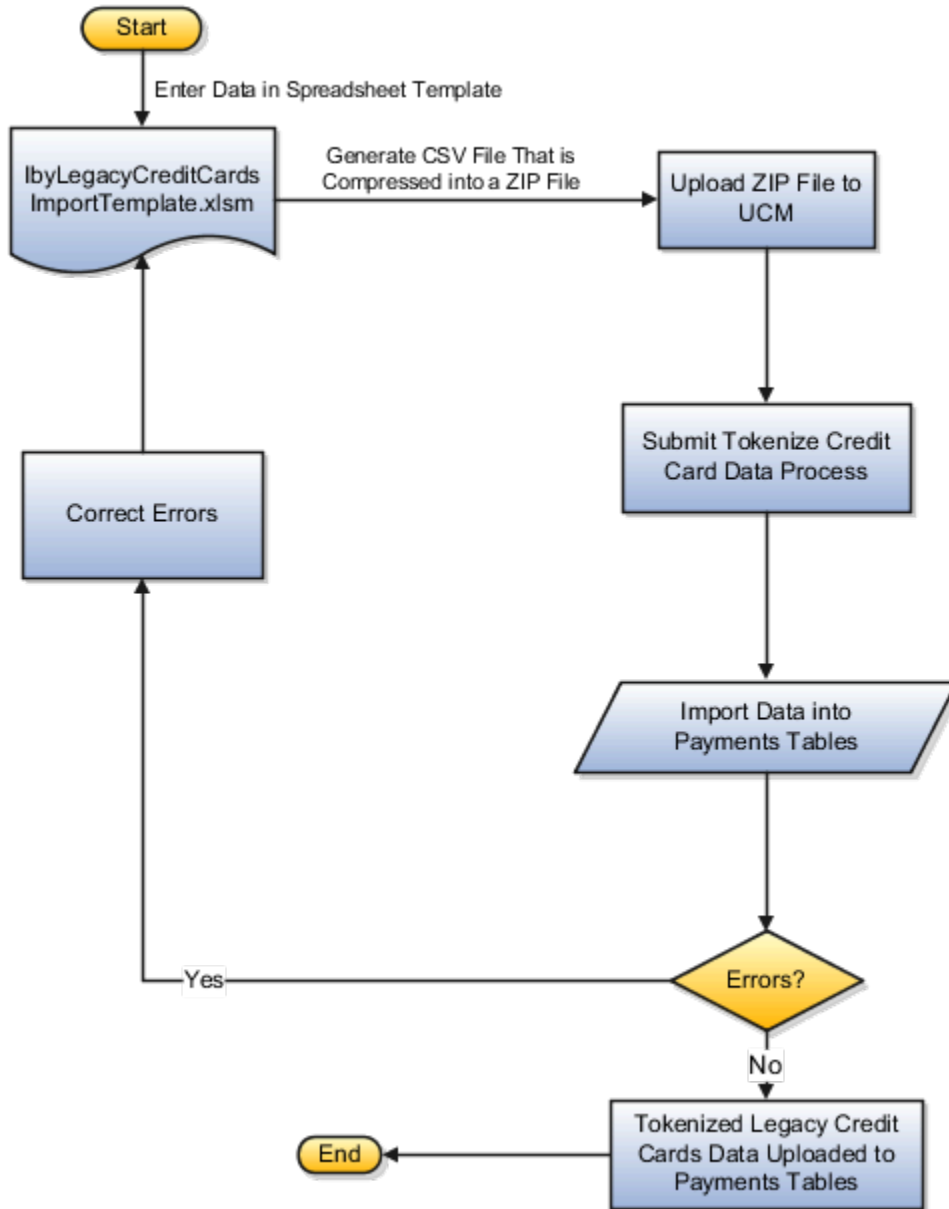 Start
Enter Data in Spreadsheet Template
IbyLegacyCreditCards
ImportTemplate.xlsm
Generate CSV File That is
Compressed into a ZIP File
Upload ZIP File to
UCM
Submit Tokenize Credit
Card Data Process
Correct Errors
Import Data into
Payments Tables
Errors?
Yes
No
Tokenized Legacy Credit
Cards Data Uploaded to
Payments Tables
End